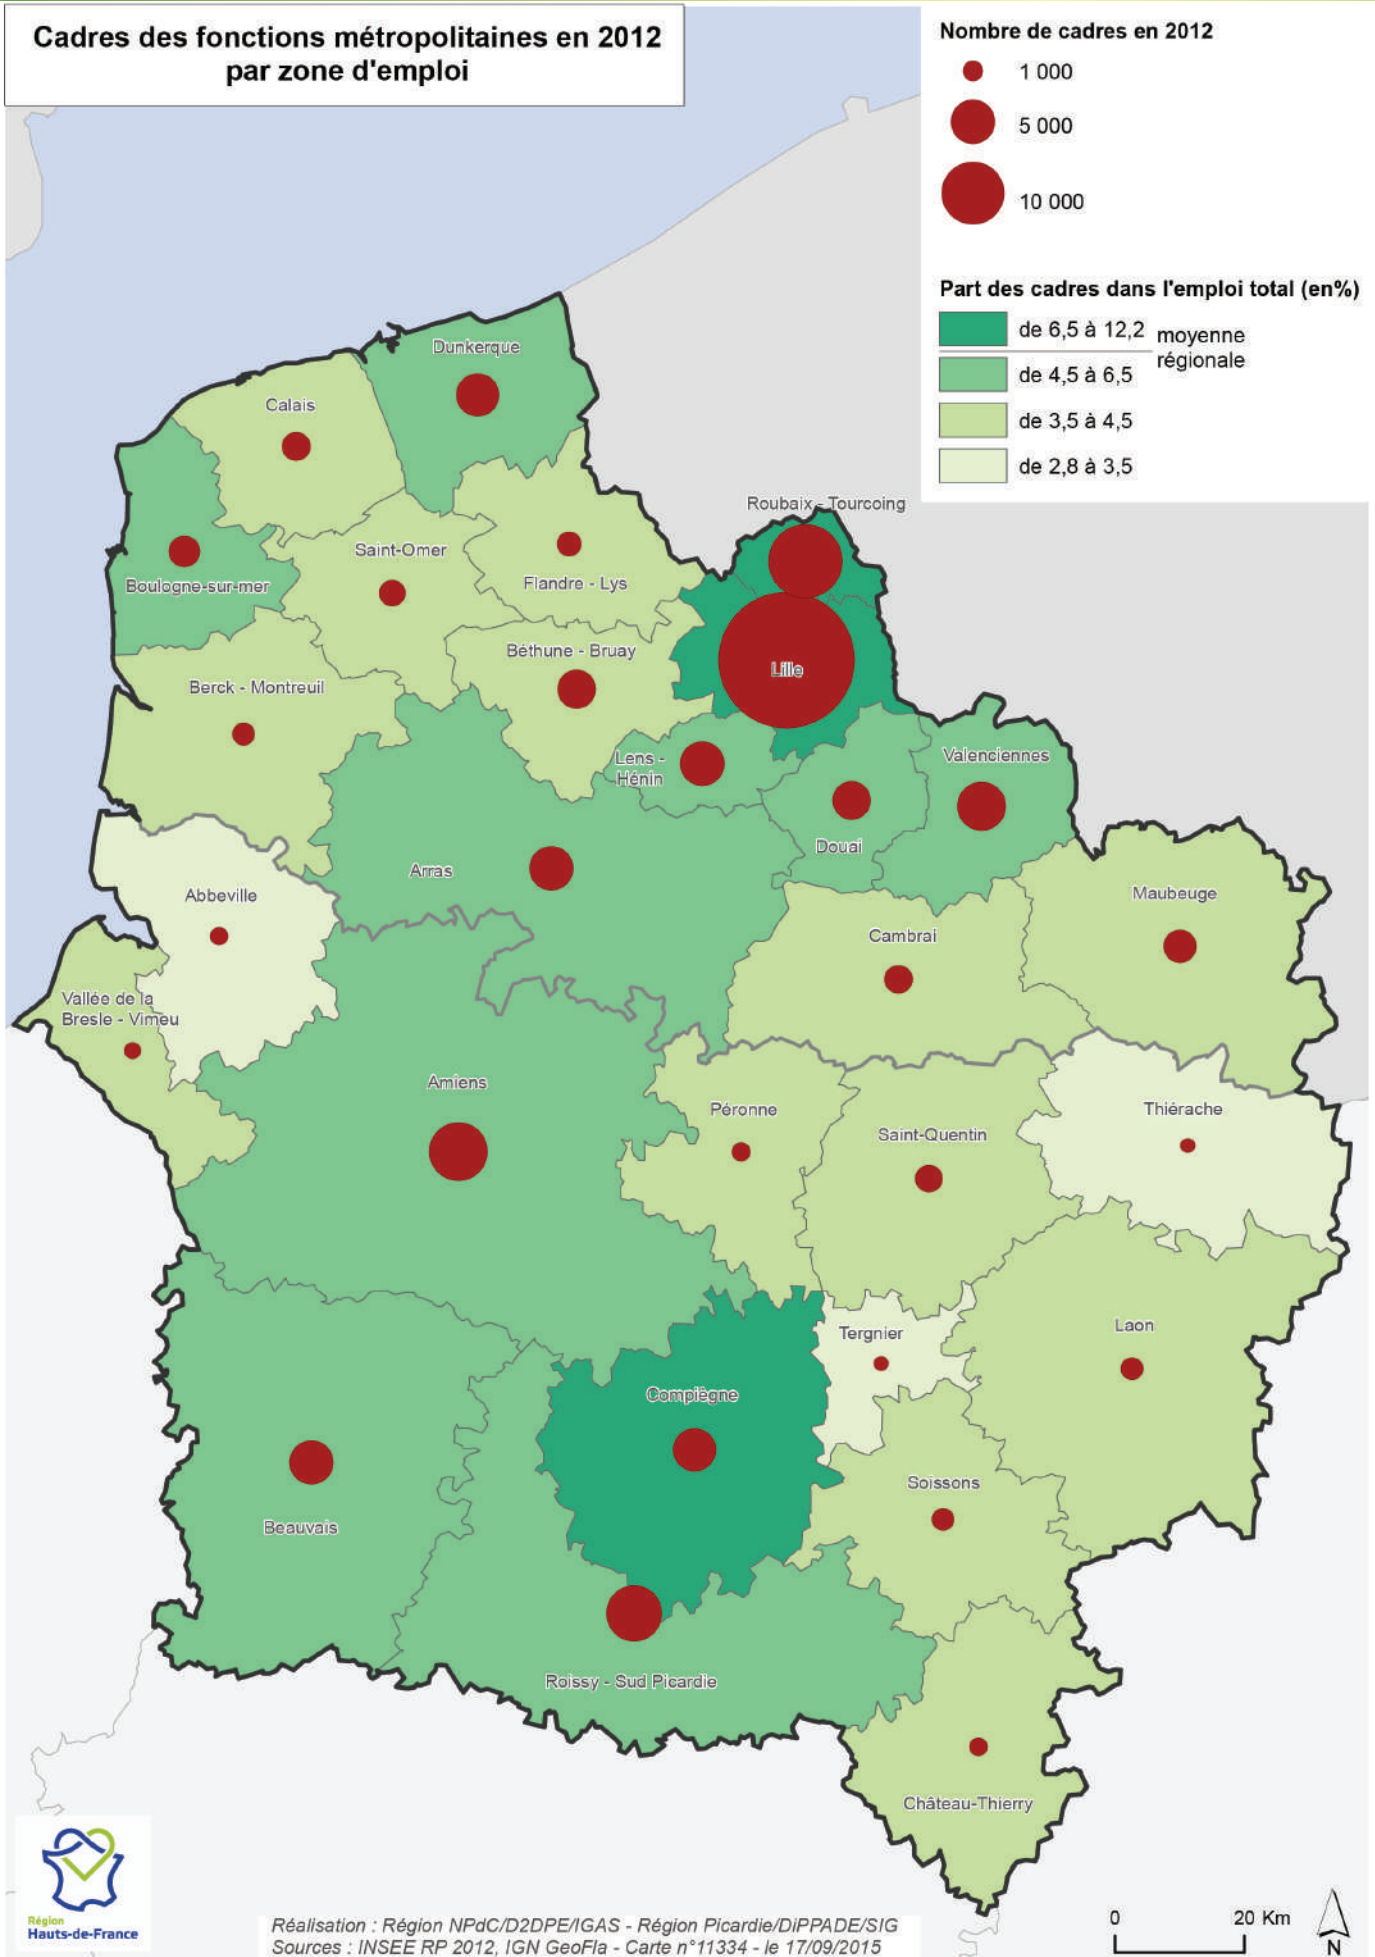 Cadres des fonctions métropolitaines en 2012
par zone d'emploi
Nombre de cadres en 2012
1 000
5 000
10 000
Part des cadres dans l'emploi total (en%)
de 6,5 à 12,2
moyenne
régionale
de 4,5 à 6,5
de 3,5 à 4,5
de 2,8 à 3,5
Dunkerque
Calais
Roubaix - Tourcoing
Saint-Omer
Flandre - Lys
Boulogne-sur-mer
Béthune - Bruay
Lille
Berck - Montreuil
Lens -
Hénin
Valenciennes
Douai
Arras
Abbeville
Maubeuge
Cambrai
Vallée de la
Bresle - Vimeu
Amiens
Péronne
Thiérache
Saint-Quentin
Tergnier
Laon
Compiègne
Soissons
Beauvais
Roissy - Sud Picardie
Château-Thierry
Région
Hauts-de-France
Réalisation : Région NPdC/D2DPE/IGAS - Région Picardie/DiPPADE/SIG
Sources : INSEE RP 2012, IGN GeoFla - Carte n°11334 - le 17/09/2015
0 20 Km
N